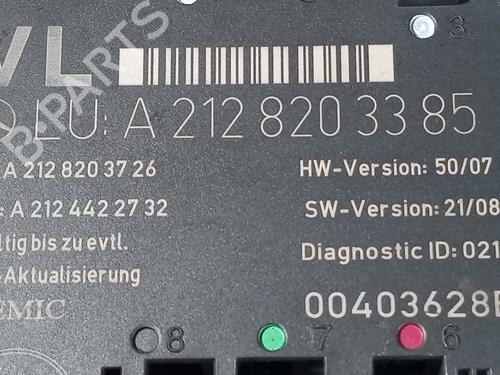 3
VL
LU: A 212 820 33 85
A 212 820 37 26
HW-Version: 50/07
: A 212 442 27 32
SW-Version: 21/08
ltig bis zu evtl.
Diagnostic ID: 021
-Aktualisierung
EMIC
00403628
8
7
6